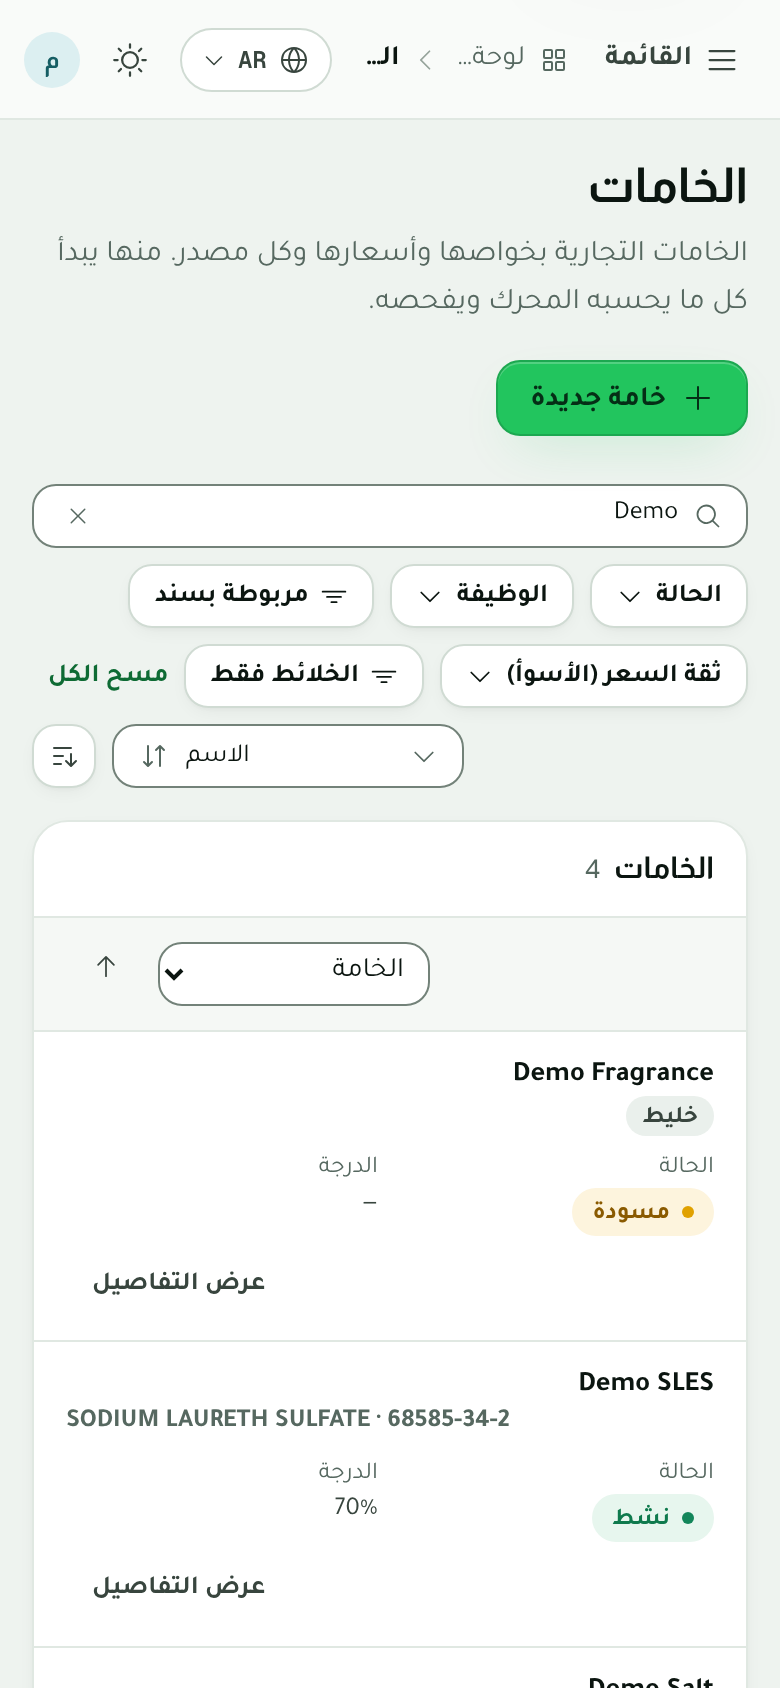 القائمة
لوحة...
الـ...
AR
م
الخامات
الخامات التجارية بخواصها وأسعارها وكل مصدر. منها يبدأ
كل ما يحسبه المحرك ويفحصه.
خامة جديدة
Demo
الحالة
الوظيفة
مربوطة بسند
ثقة السعر (الأسوأ)
الخلائط فقط
مسح الكل
الاسم
الخامات 4
الخامة
Demo Fragrance
خليط
الحالة
الدرجة
مسودة
–
عرض التفاصيل
Demo SLES
SODIUM LAURETH SULFATE · 68585-34-2
الحالة
الدرجة
نشط
70%
عرض التفاصيل
Demo Salt